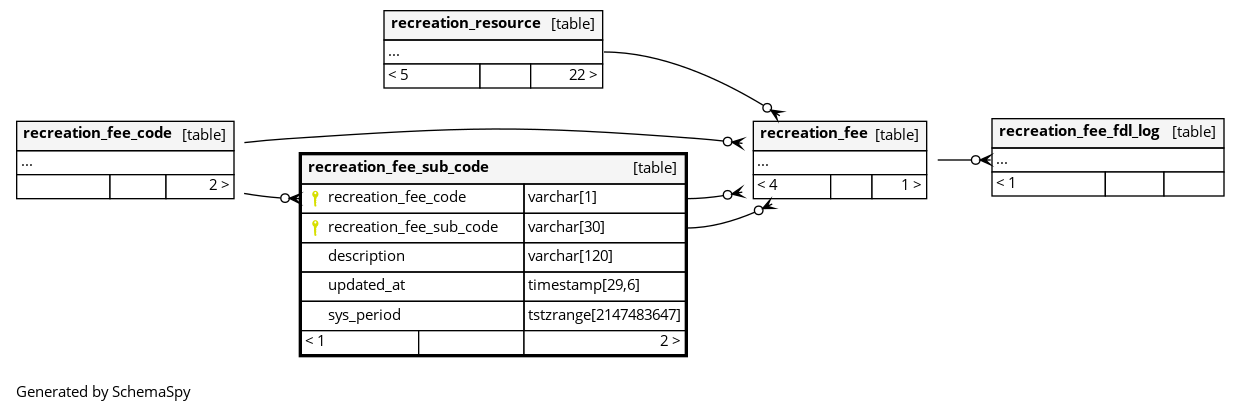 recreation_resource [table]
...
< 5 22 >
recreation_fee_code [table]
...
2 >
recreation_fee_sub_code [table]
recreation_fee_code varchar[1]
recreation_fee_sub_code varchar[30]
description varchar[120]
updated_at timestamp[29,6]
sys_period tstzrange[2147483647]
< 1 2 >
recreation_fee [table]
...
< 4 1 >
recreation_fee_fdl_log [table]
...
< 1
Generated by SchemaSpy